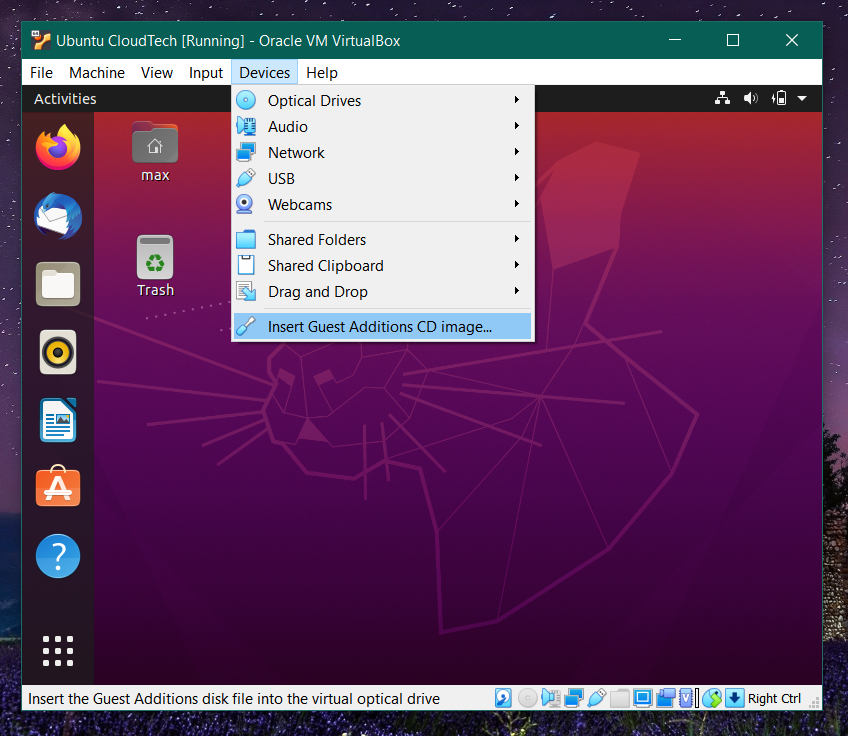 Ubuntu CloudTech [Running] - Oracle VM VirtualBox
File Machine View Input Devices Help
Activities
Optical Drives
Audio
Network
USB
Webcams
Shared Folders
Shared Clipboard
Drag and Drop
Insert Guest Additions CD image...
max
Trash
Insert the Guest Additions disk file into the virtual optical drive
Right Ctrl